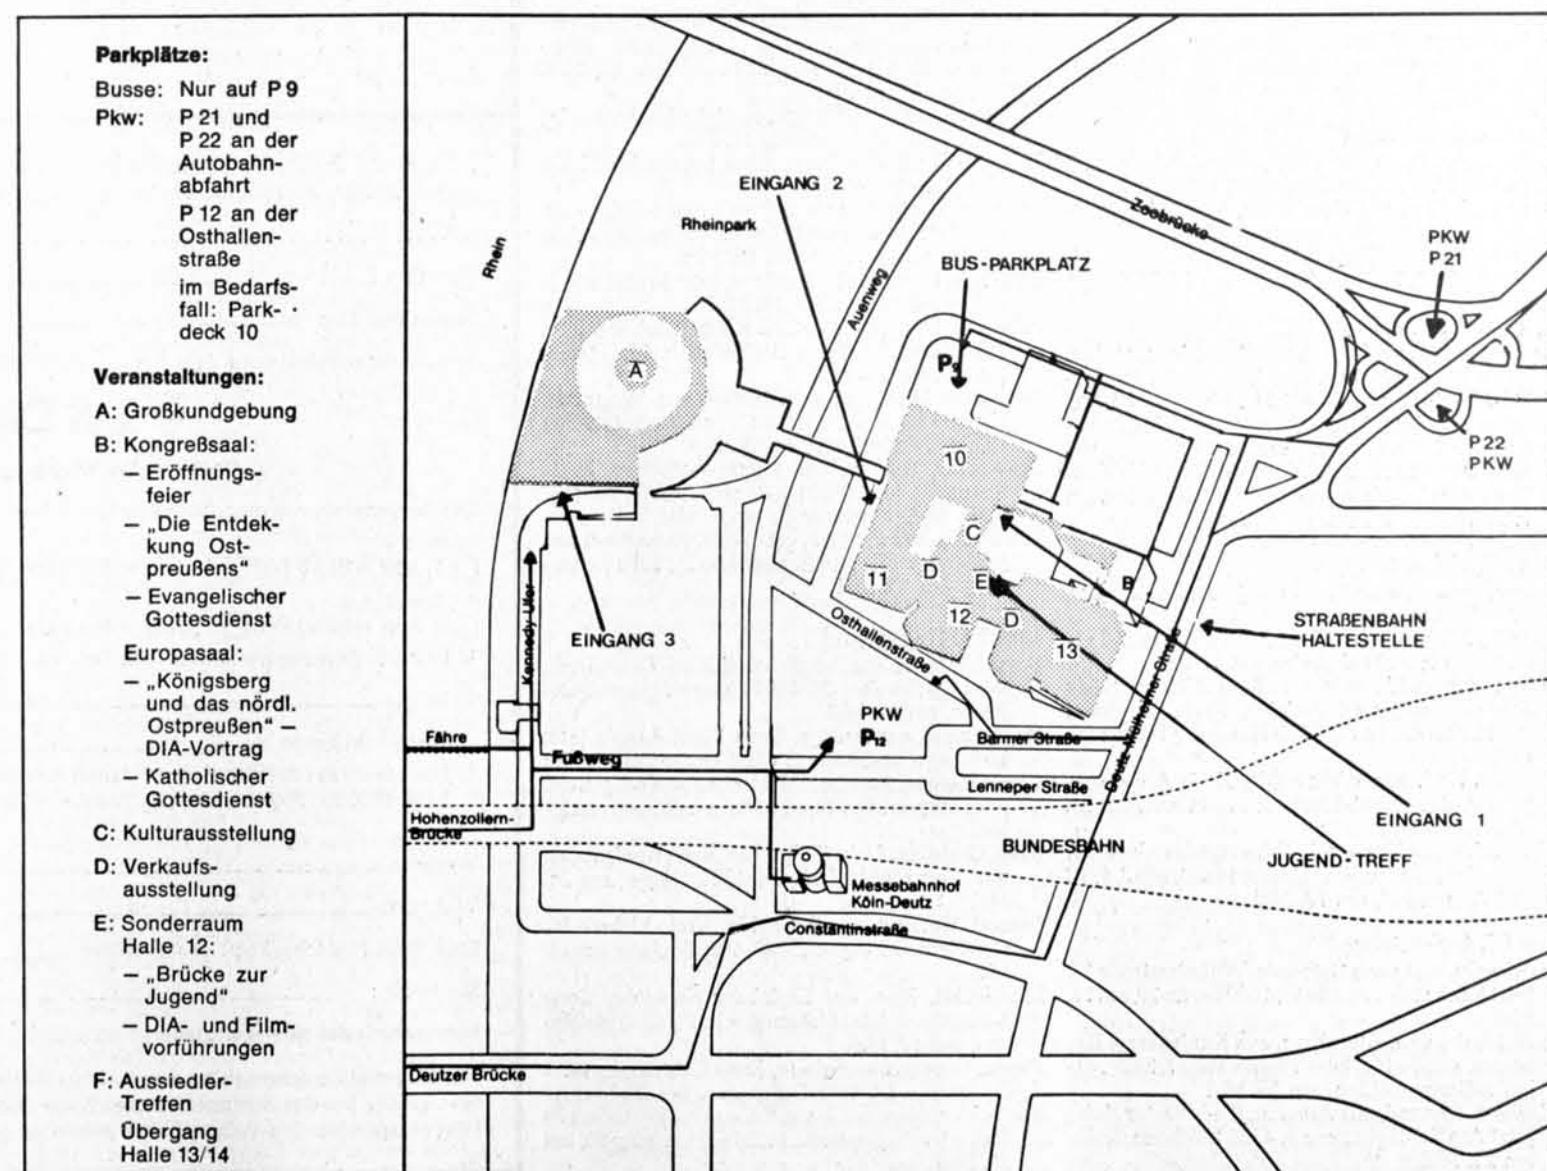 Parkplätze:
Busse: Nur auf P 9
Pkw: P 21 und
P 22 an der
Autobahn-
abfahrt
P 12 an der
Osthallen-
straße
im Bedarfs-
fall: Park-
deck 10
Veranstaltungen:
A: Großkundgebung
B: Kongreßsaal:
– Eröffnungs-
feier
– „Die Entdek-
kung Ost-
preußens“
– Evangelischer
Gottesdienst
Europasaal:
– „Königsberg
und das nördl.
Ostpreußen“ –
DIA-Vortrag
– Katholischer
Gottesdienst
C: Kulturausstellung
D: Verkaufs-
ausstellung
E: Sonderraum
Halle 12:
– „Brücke zur
Jugend“
– DIA- und Film-
vorführungen
F: Aussiedler-
Treffen
Übergang
Halle 13/14
EINGANG 2
Rheinpark
Rhein
Zoobrücke
Auenweg
BUS-PARKPLATZ
PKW
P 21
P9
A
P 22
PKW
10
C
11
D
E
B
12
D
13
Osthallenstraße
STRAßENBAHN
HALTESTELLE
EINGANG 3
Kennedy-Ufer
Deutz-Mülheimer Straße
PKW
P12
Fähre
Fußweg
Barmer Straße
Lenneper Straße
Hohenzollern-
Brücke
EINGANG 1
BUNDESBAHN
JUGEND-TREFF
Messebahnhof
Köln-Deutz
Constantinstraße
Deutzer Brücke